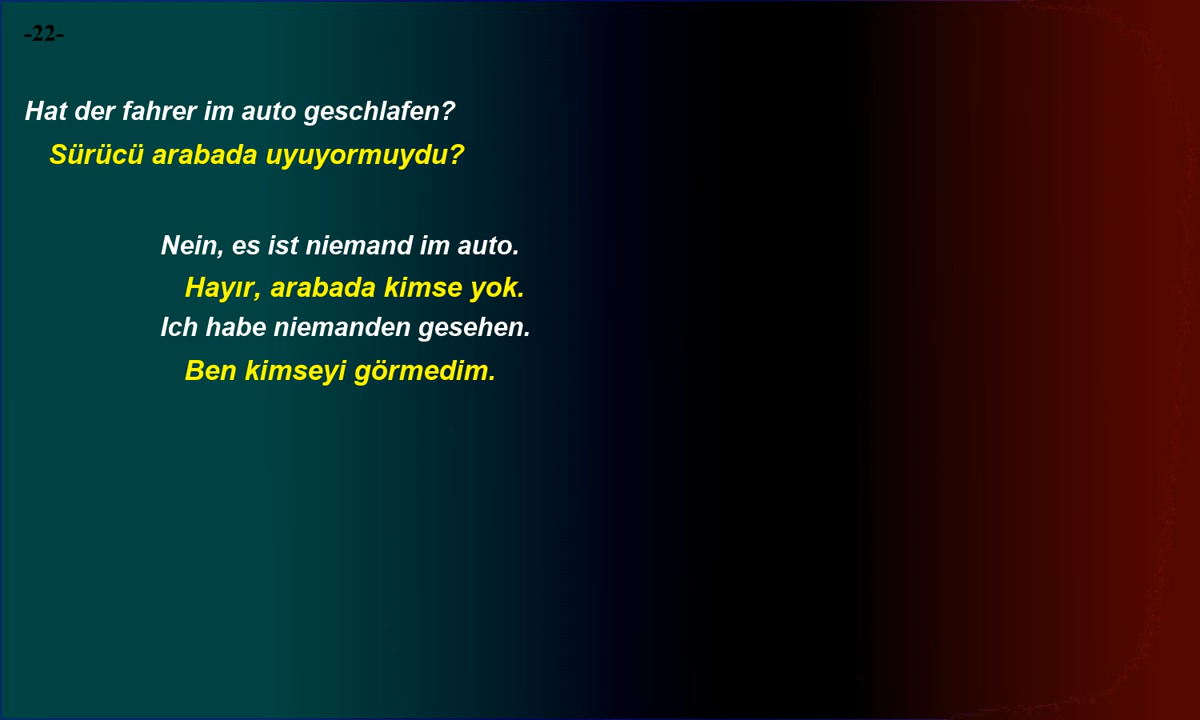 -22-
Hat der fahrer im auto geschlafen?
Sürücü arabada uyuyormuydu?
Nein, es ist niemand im auto.
Hayır, arabada kimse yok.
Ich habe niemanden gesehen.
Ben kimseyi görmedim.